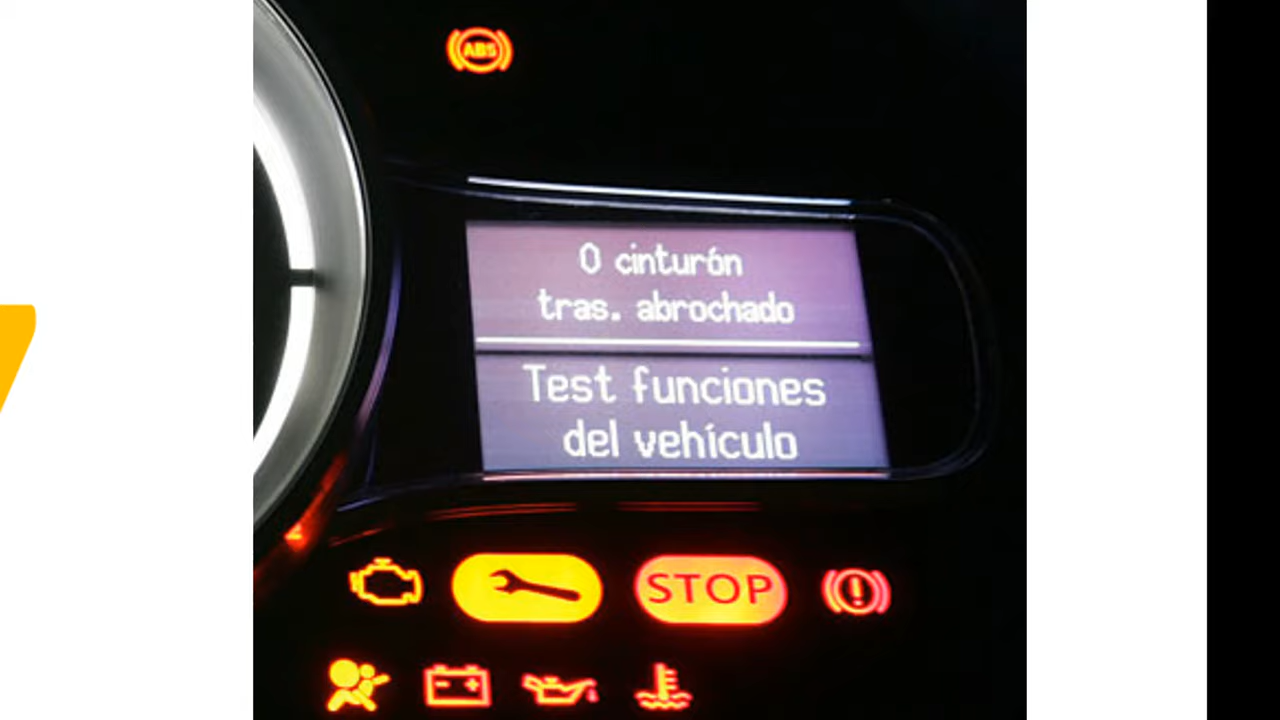 ABS
0 cinturón
tras. abrochado
Test funciones
del vehículo
STOP